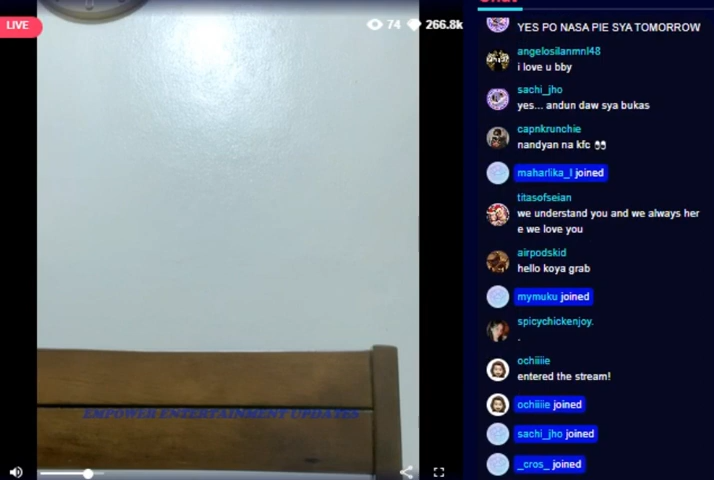 LIVE
74
266.8k
YES PO NASA PIE SYA TOMORROW
angelosilanmnl48
i love u bby
sachi_jho
yes... andun daw sya bukas
capnkrunchie
nandyan na kfc 👀
maharlika_l joined
titasofseian
we understand you and we always her
e we love you
airpodskid
hello koya grab
mymuku joined
spicychickenjoy.
.
ochiiiie
entered the stream!
ochiiiie joined
sachi_jho joined
_cros_ joined
EMPOWER ENTERTAINMENT UPDATES